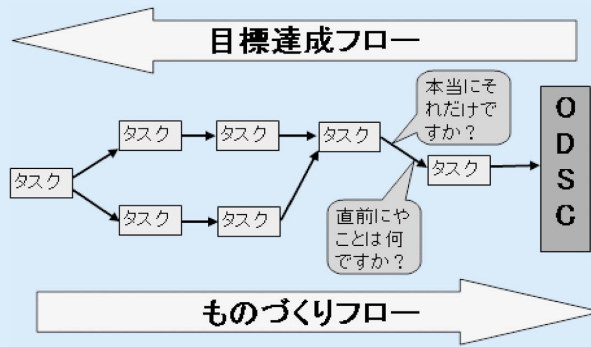 目標達成フロー
本当にそ
れだけで
すか？
タスク
タスク
タスク
タスク
タスク
タスク
タスク
直前にや
ことは何
ですか？
O
D
S
C
ものづくりフロー